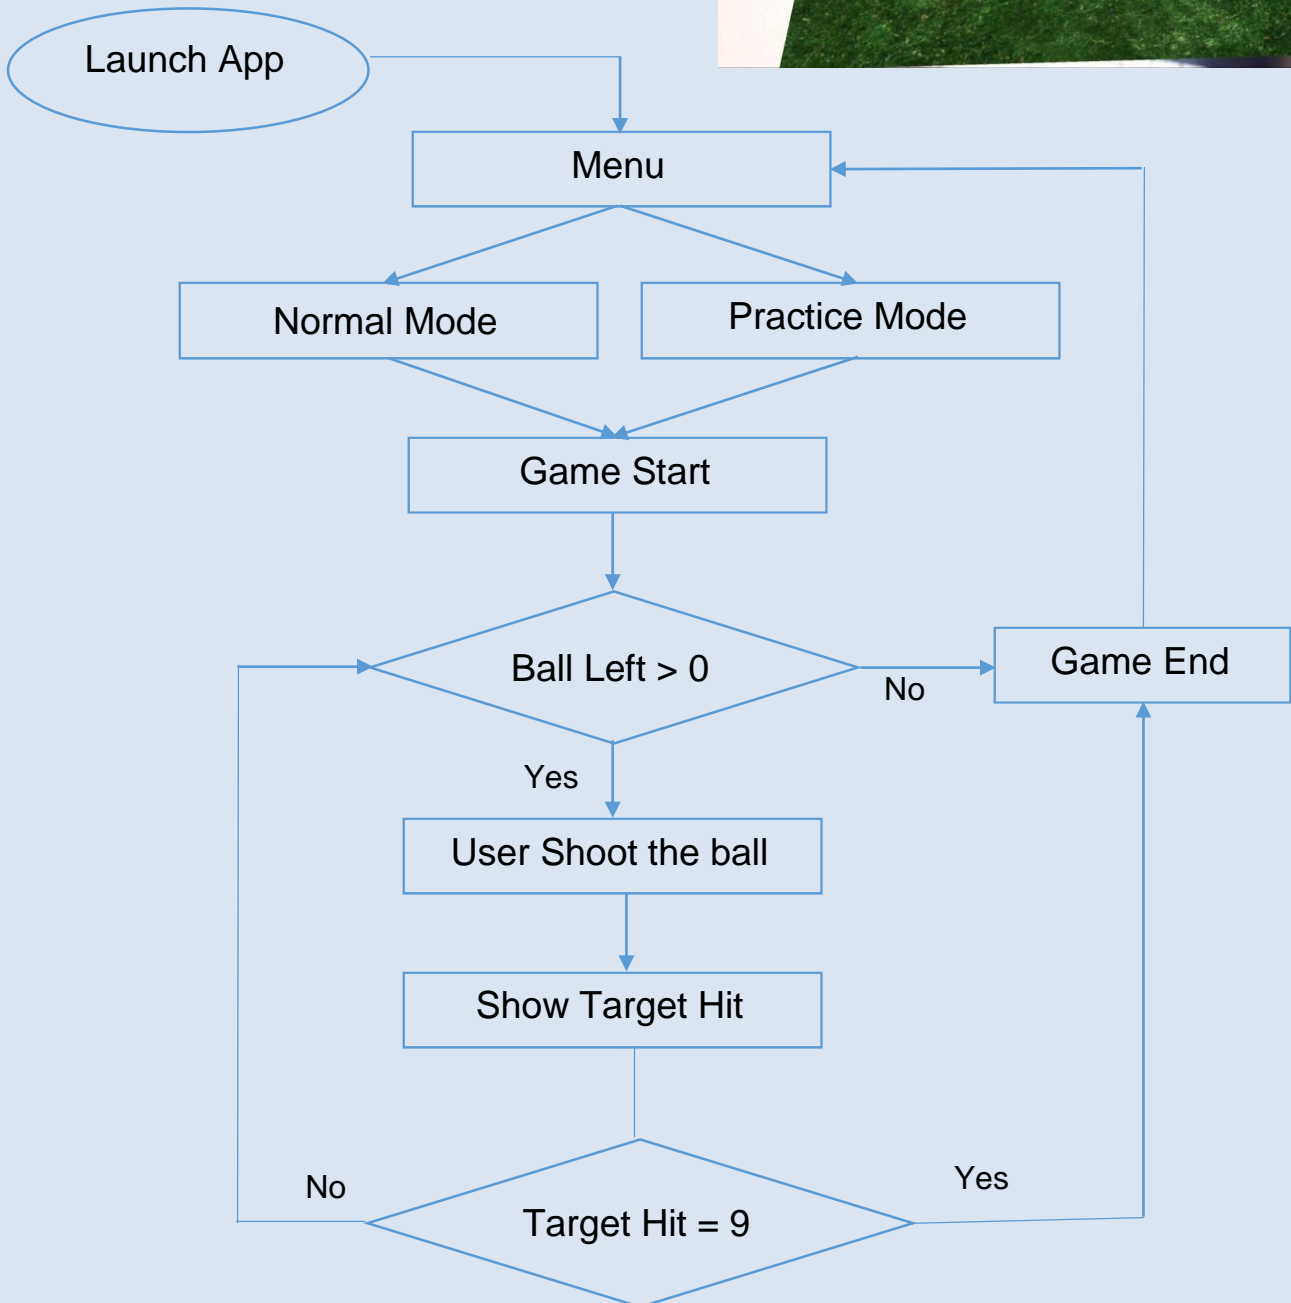 Launch App
Menu
Normal Mode
Practice Mode
Game Start
Ball Left > 0
No
Game End
Yes
User Shoot the ball
Show Target Hit
No
Yes
Target Hit = 9